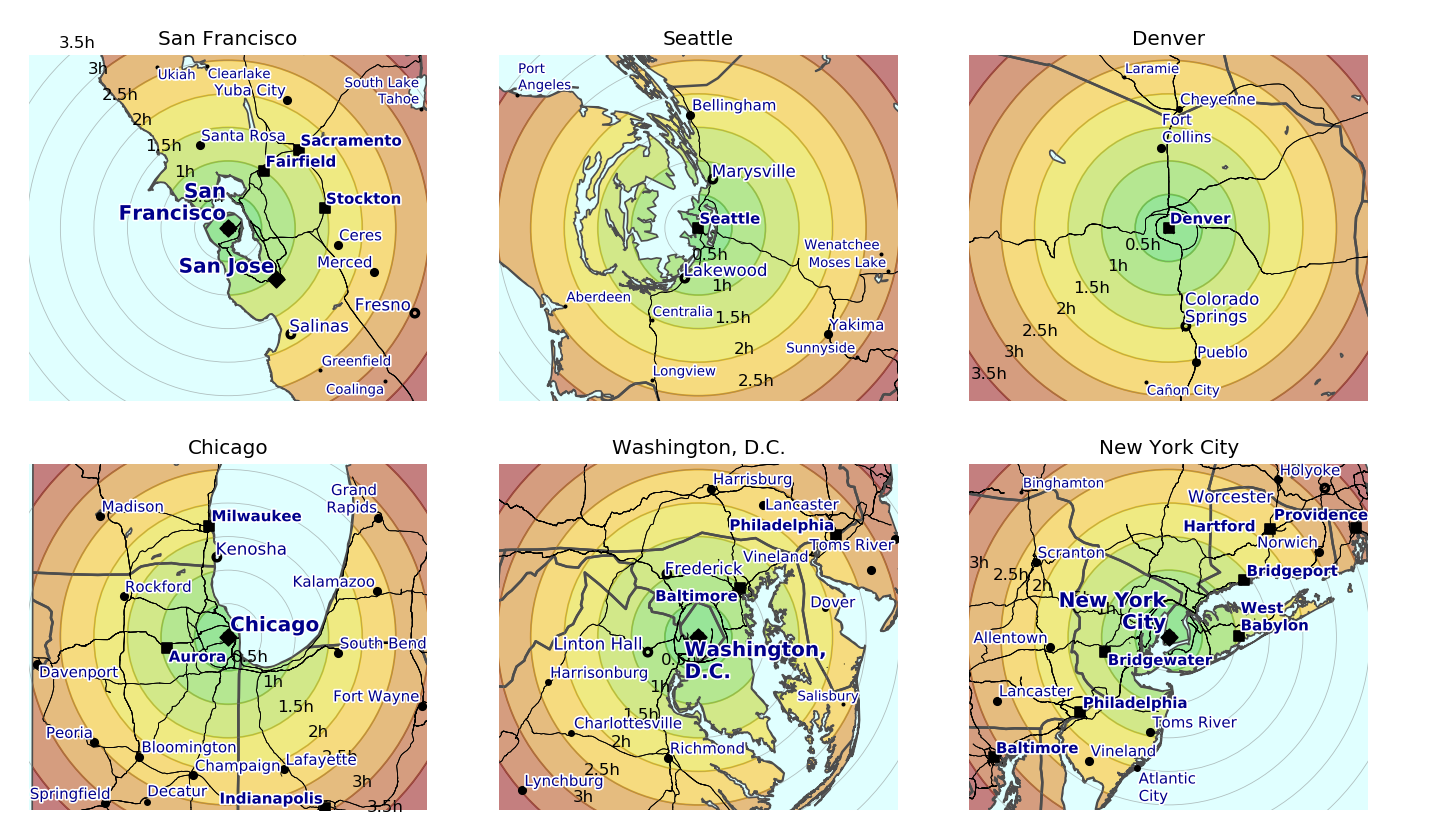 San Francisco
3.5h
3h
2.5h
2h
1.5h
1h
Ukiah
Clearlake
Yuba City
South Lake
Tahoe
Santa Rosa
Sacramento
Fairfield
San
Francisco
Stockton
Ceres
San Jose
Merced
Fresno
Salinas
Greenfield
Coalinga
Seattle
Port
Angeles
Bellingham
Marysville
Seattle
Wenatchee
0.5h
Moses Lake
Lakewood
1h
Aberdeen
Centralia
1.5h
Yakima
2h
Sunnyside
Longview
2.5h
Denver
Laramie
Cheyenne
Fort
Collins
Denver
0.5h
1h
1.5h
Colorado
Springs
2h
2.5h
3h
Pueblo
3.5h
Cañon City
Chicago
Grand
Rapids
Madison
Milwaukee
Kenosha
Rockford
Kalamazoo
Chicago
South Bend
Aurora
0.5h
Davenport
1h
Fort Wayne
1.5h
Peoria
2h
Bloomington
2.5h
Lafayette
Champaign
3h
Springfield
Decatur
Indianapolis
3.5h
Washington, D.C.
Harrisburg
Lancaster
Philadelphia
Toms River
Vineland
Frederick
Baltimore
Dover
Linton Hall
Washington,
D.C.
0.5h
Harrisonburg
1h
Salisbury
1.5h
Charlottesville
2h
Richmond
2.5h
Lynchburg
3h
New York City
Holyoke
Binghamton
Worcester
Providence
Hartford
Norwich
Scranton
3h
2.5h
2h
Bridgeport
New York
City
1h
West
Babylon
Allentown
Bridgewater
Lancaster
Philadelphia
Toms River
Baltimore
Vineland
Atlantic
City